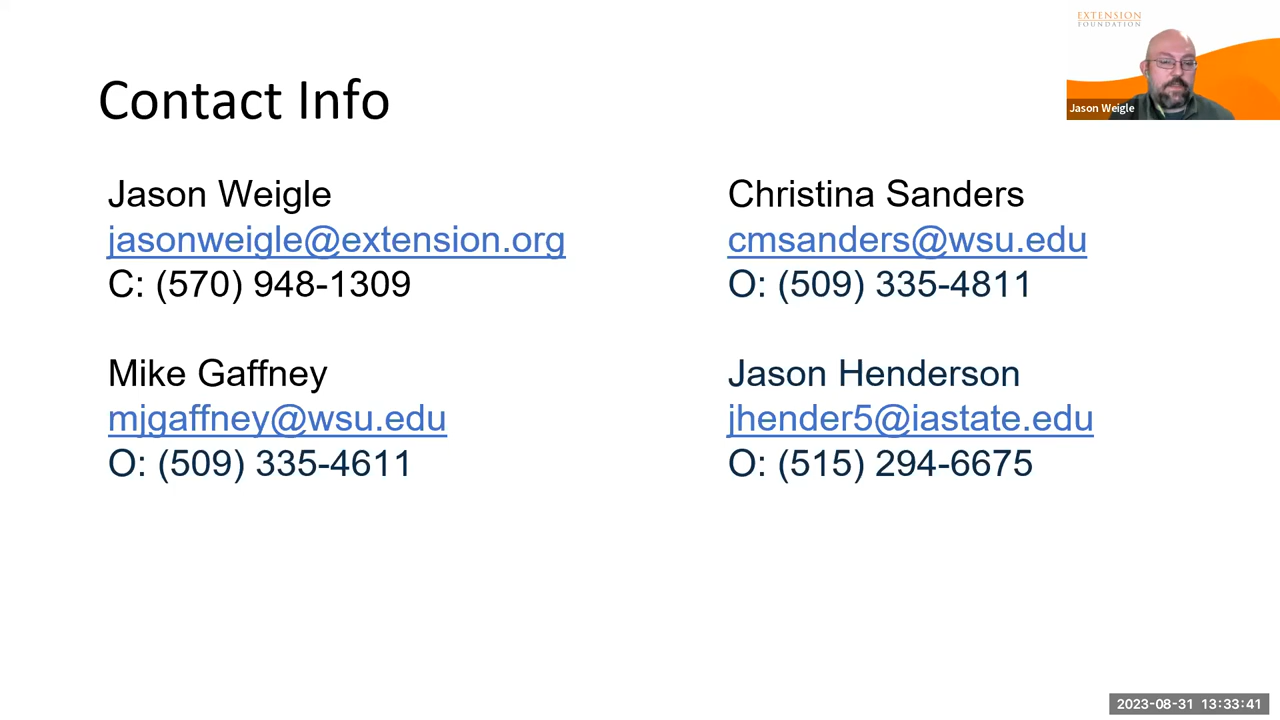 EXTENSION
FOUNDATION
Jason Weigle
Contact Info
Jason Weigle
jasonweigle@extension.org
C: (570) 948-1309
Christina Sanders
cmsanders@wsu.edu
O: (509) 335-4811
Mike Gaffney
mjgaffney@wsu.edu
O: (509) 335-4611
Jason Henderson
jhender5@iastate.edu
O: (515) 294-6675
2023-08-31 13:33:41